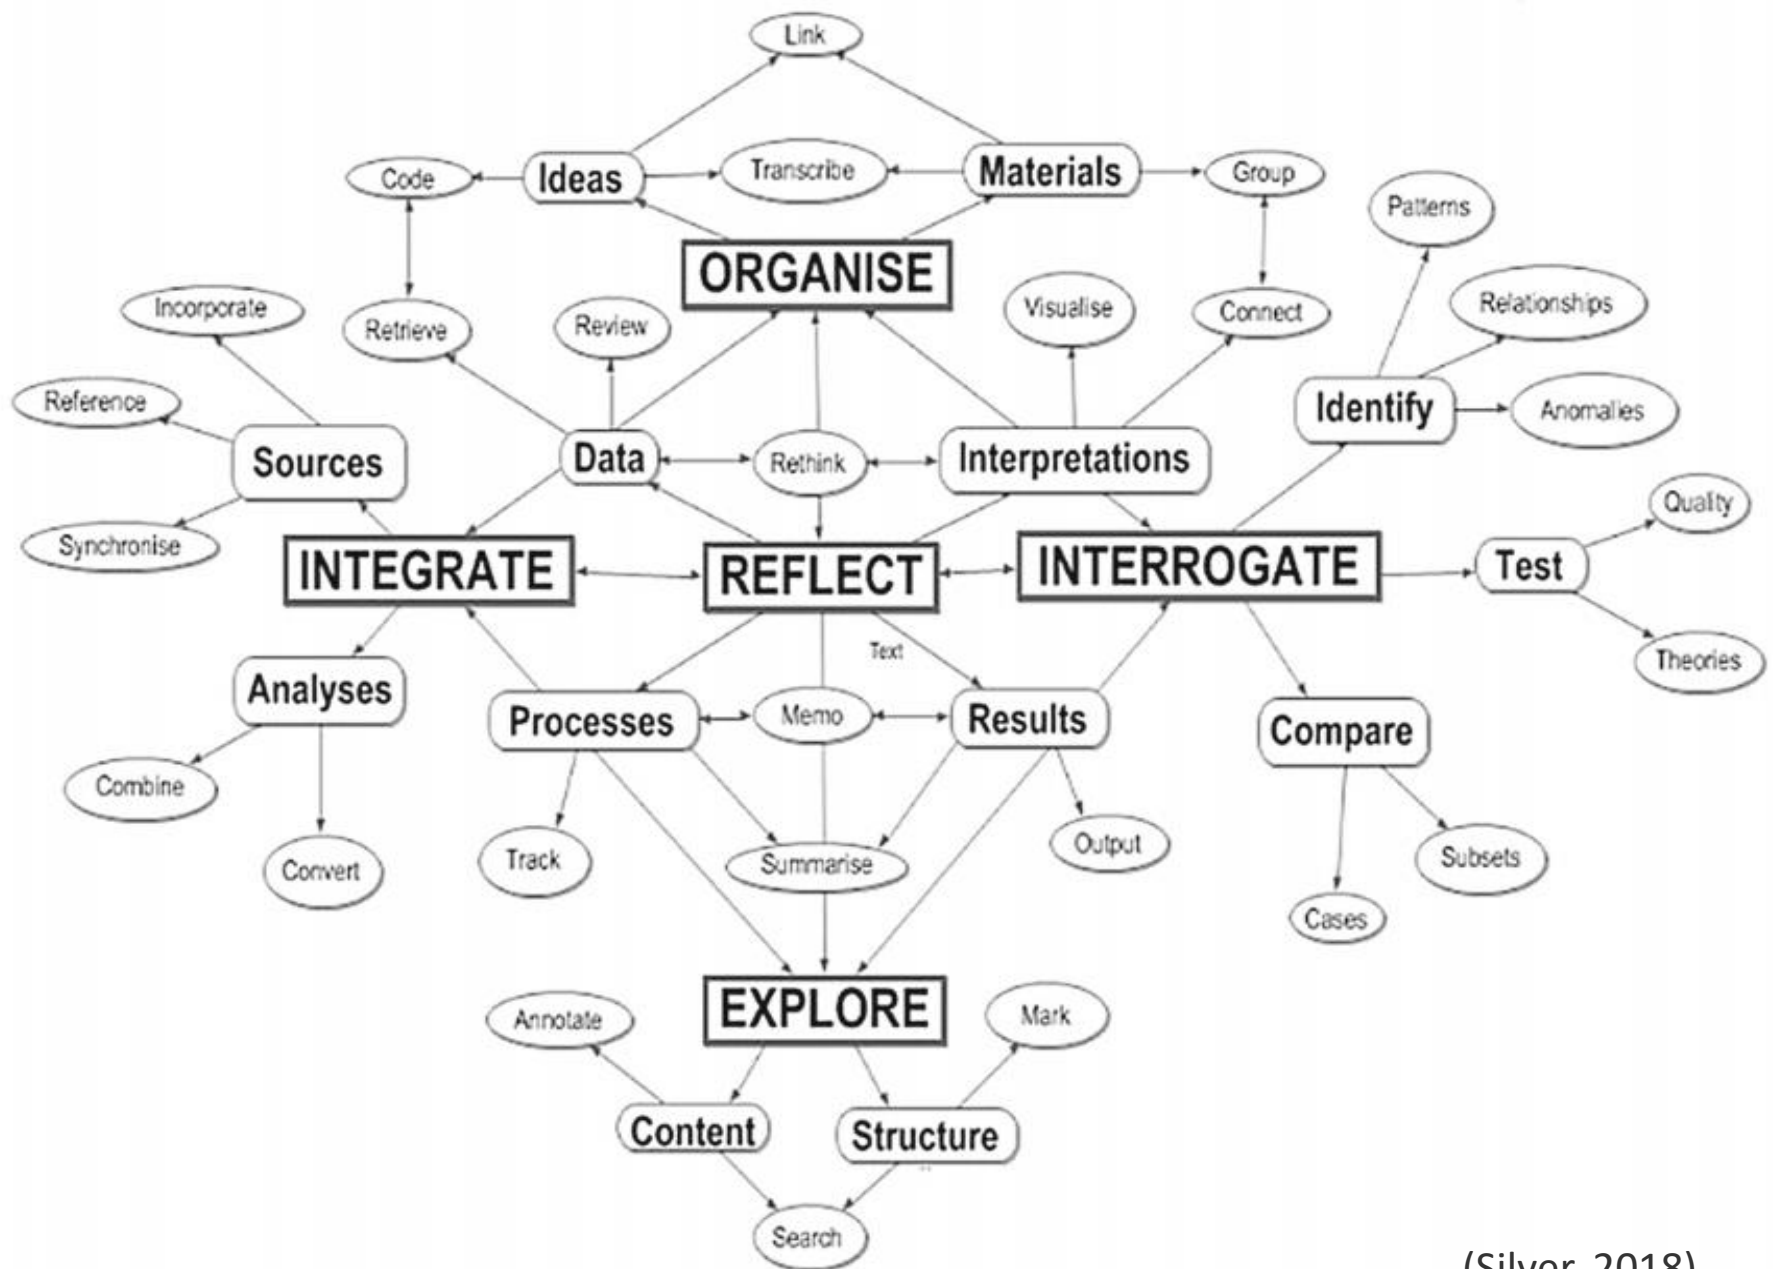 Link
Code
Ideas
Transcribe
Materials
Group
Patterns
ORGANISE
Incorporate
Retrieve
Review
Visualise
Connect
Relationships
Reference
Sources
Data
Rethink
Interpretations
Identify
Anomalies
Synchronise
INTEGRATE
REFLECT
INTERROGATE
Test
Quality
Text
Theories
Analyses
Processes
Memo
Results
Compare
Combine
Convert
Track
Summarise
Output
Subsets
Cases
EXPLORE
Annotate
Mark
Content
Structure
Search
(Silver, 2018)